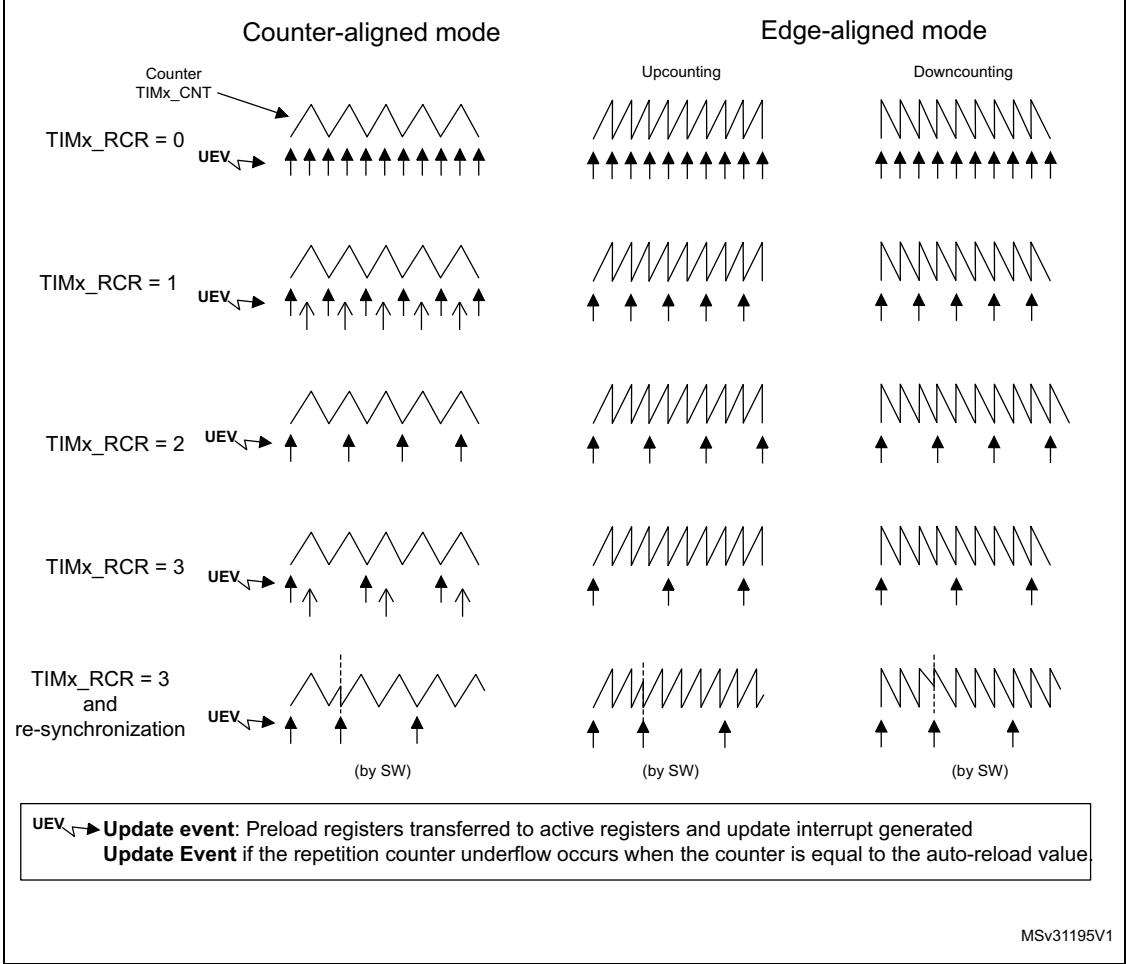 Counter-aligned mode
Edge-aligned mode
Counter
TIMx_CNT
Upcounting
Downcounting
TIMx_RCR = 0
UEV
TIMx_RCR = 1
UEV
TIMx_RCR = 2
UEV
TIMx_RCR = 3
UEV
TIMx_RCR = 3
and
re-synchronization
UEV
(by SW)
(by SW)
(by SW)
UEV Update event: Preload registers transferred to active registers and update interrupt generated
Update Event if the repetition counter underflow occurs when the counter is equal to the auto-reload value.
MSv31195V1